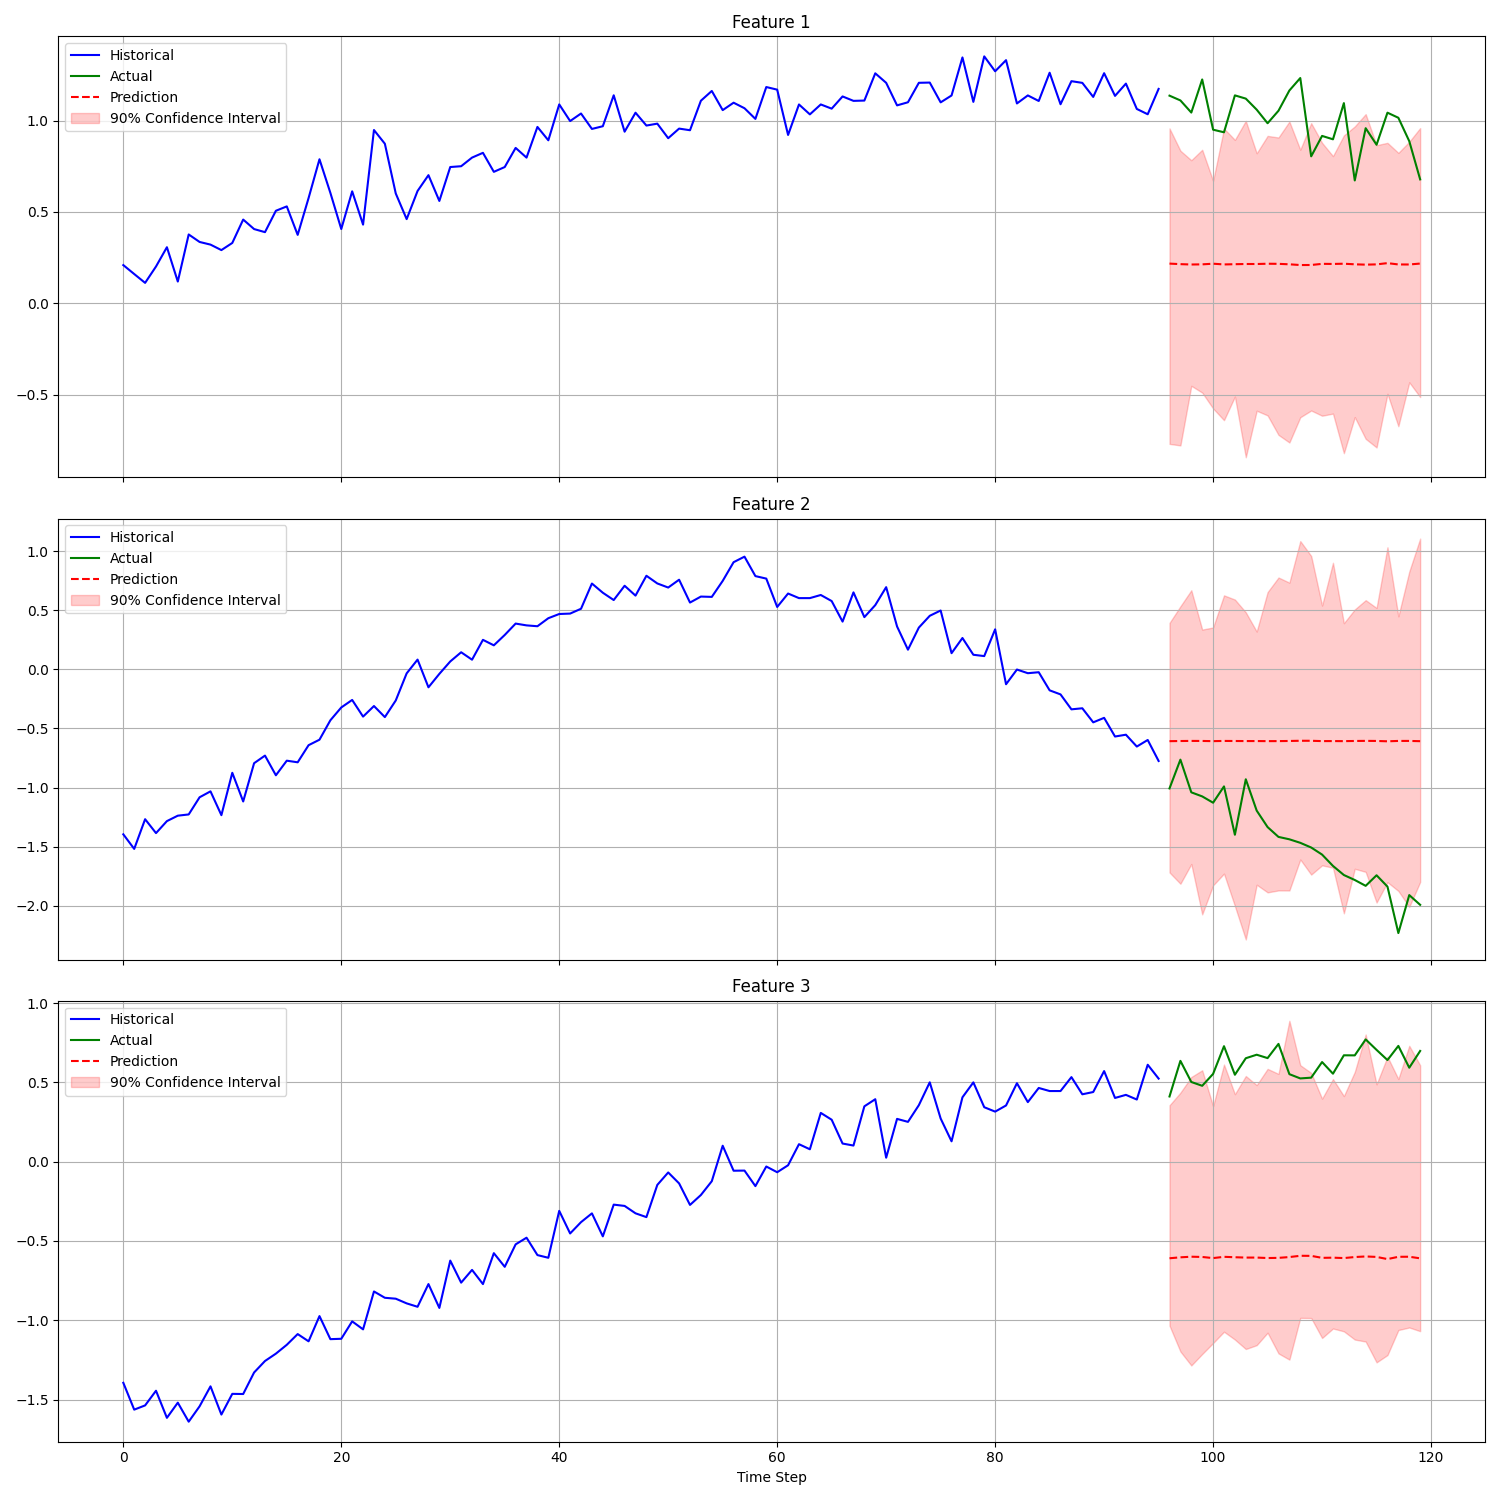 Feature 1
Historical
Actual
Prediction
90% Confidence Interval
1.0
0.5
0.0
−0.5
Feature 2
Historical
Actual
Prediction
90% Confidence Interval
1.0
0.5
0.0
−0.5
−1.0
−1.5
−2.0
Feature 3
Historical
Actual
Prediction
90% Confidence Interval
1.0
0.5
0.0
−0.5
−1.0
−1.5
0 20 40 60 80 100 120
Time Step